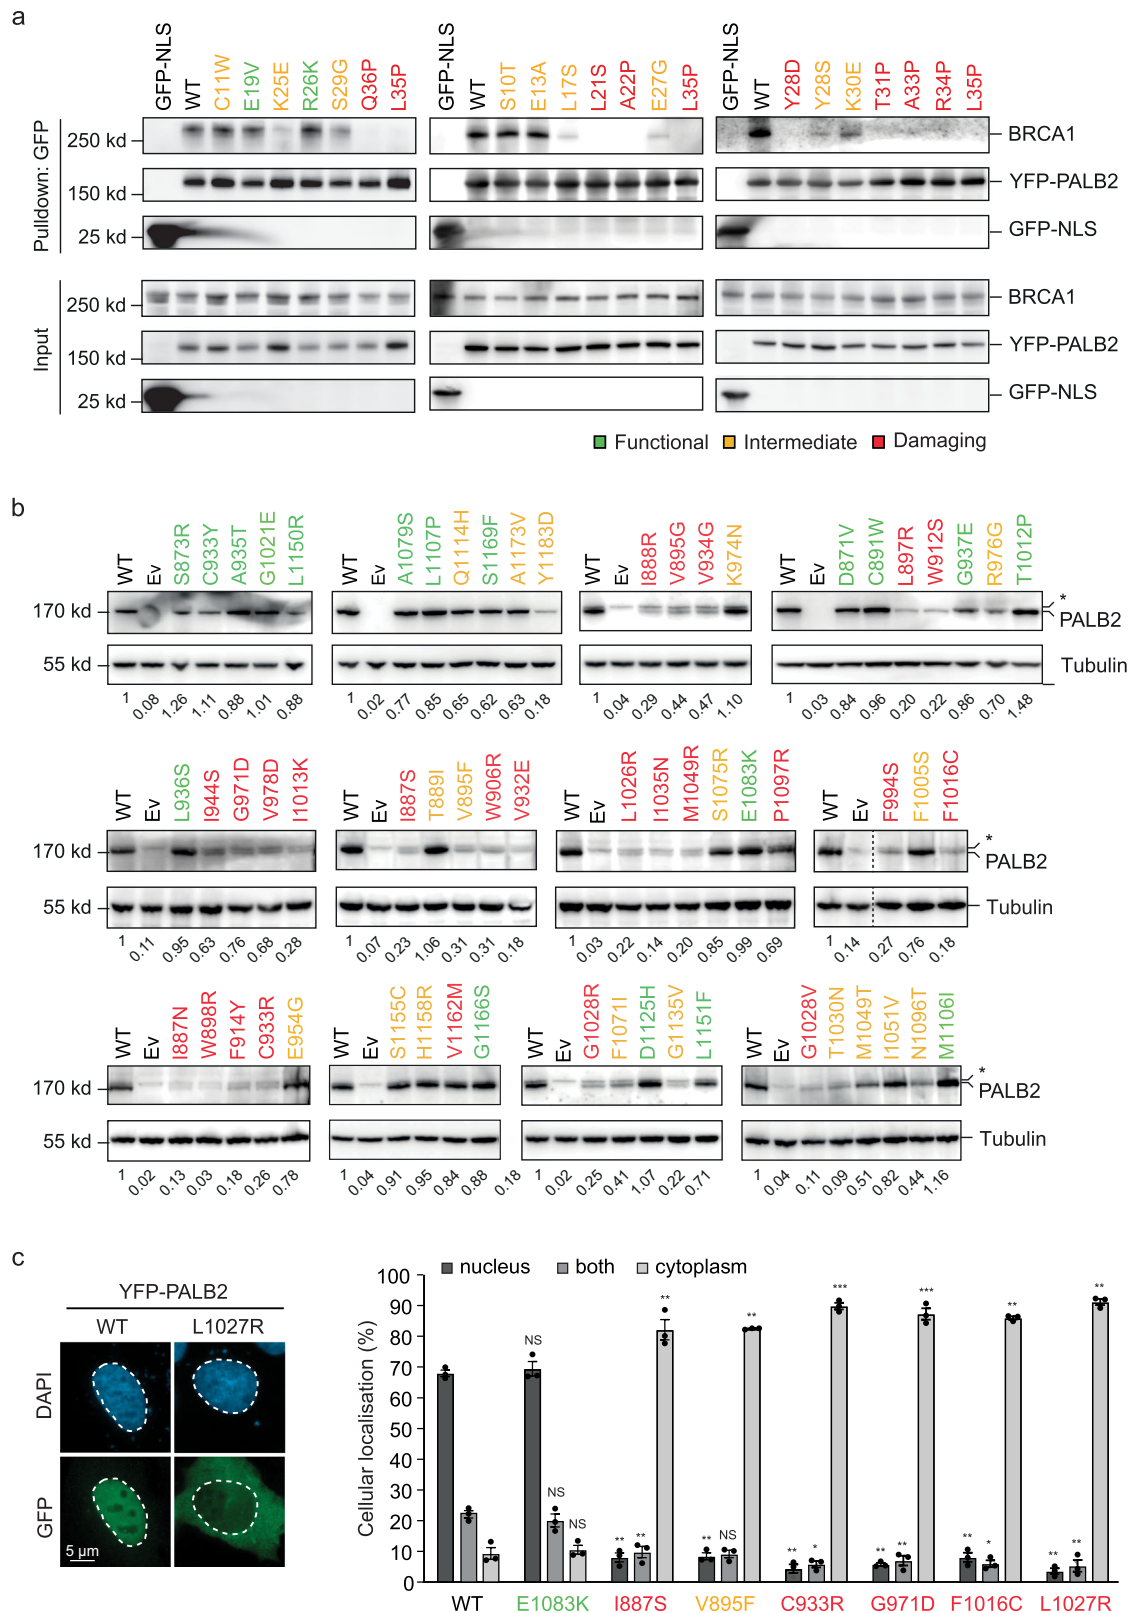 a
GFP-NLS WT C11W E19V K25E R26K S29G Q36P L35P
GFP-NLS WT S10T E13A L17S L21S A22P E27G L35P
GFP-NLS WT Y28D Y28S K30E T31P A33P R34P L35P
Pulldown: GFP
250 kd BRCA1
150 kd YFP-PALB2
25 kd GFP-NLS
Input
250 kd BRCA1
150 kd YFP-PALB2
25 kd GFP-NLS
Functional Intermediate Damaging
b
WT Ev S873R C933Y A935T G1021E L1150R
WT Ev A1079S L1107P Q1114H S1169F A1173V Y1183D
WT Ev I888R V895G V934G K974N
WT Ev D871V C891W L897R W912S G937E R976G T1012P
170 kd * PALB2
55 kd Tubulin
1 0.08 1.26 1.11 0.88 1.01 0.88
1 0.02 0.77 0.85 0.65 0.62 0.63 0.18
1 0.04 0.29 0.44 0.47 1.10
1 0.03 0.84 0.96 0.20 0.22 0.86 0.70 1.48
WT Ev L936S I944S G971D V978D I1013K
WT Ev I887S T889I V895F W906R V932E
WT Ev L1026R I1035N M1049R S1075R E1083K P1097R
WT Ev F994S F1005S F1016C
170 kd * PALB2
55 kd Tubulin
1 0.11 0.95 0.63 0.76 0.68 0.28
1 0.07 0.23 1.06 0.31 0.31 0.18
1 0.03 0.22 0.14 0.20 0.85 0.99 0.69
1 0.14 0.27 0.76 0.18
WT Ev I887N W898R F914Y C933R E954G
WT Ev S1155C H1158R V1162M G1166S
WT Ev G1028R F1071I D1125H G1135V L1151F
WT Ev G1028V T1030N M1049T I1051V N1096T M1106I
170 kd * PALB2
55 kd Tubulin
1 0.02 0.13 0.03 0.18 0.26 0.78
1 0.04 0.91 0.95 0.84 0.88 0.18
1 0.02 0.25 0.41 1.07 0.22 0.71
1 0.04 0.11 0.09 0.51 0.82 0.44 1.16
c
YFP-PALB2
WT L1027R
DAPI
GFP
5 µm
nucleus both cytoplasm
Cellular localisation (%)
100
90
80
70
60
50
40
30
20
10
0
NS NS NS
** ** **
** NS **
** * ***
** ** ***
** * **
** ** **
WT E1083K I887S V895F C933R G971D F1016C L1027R